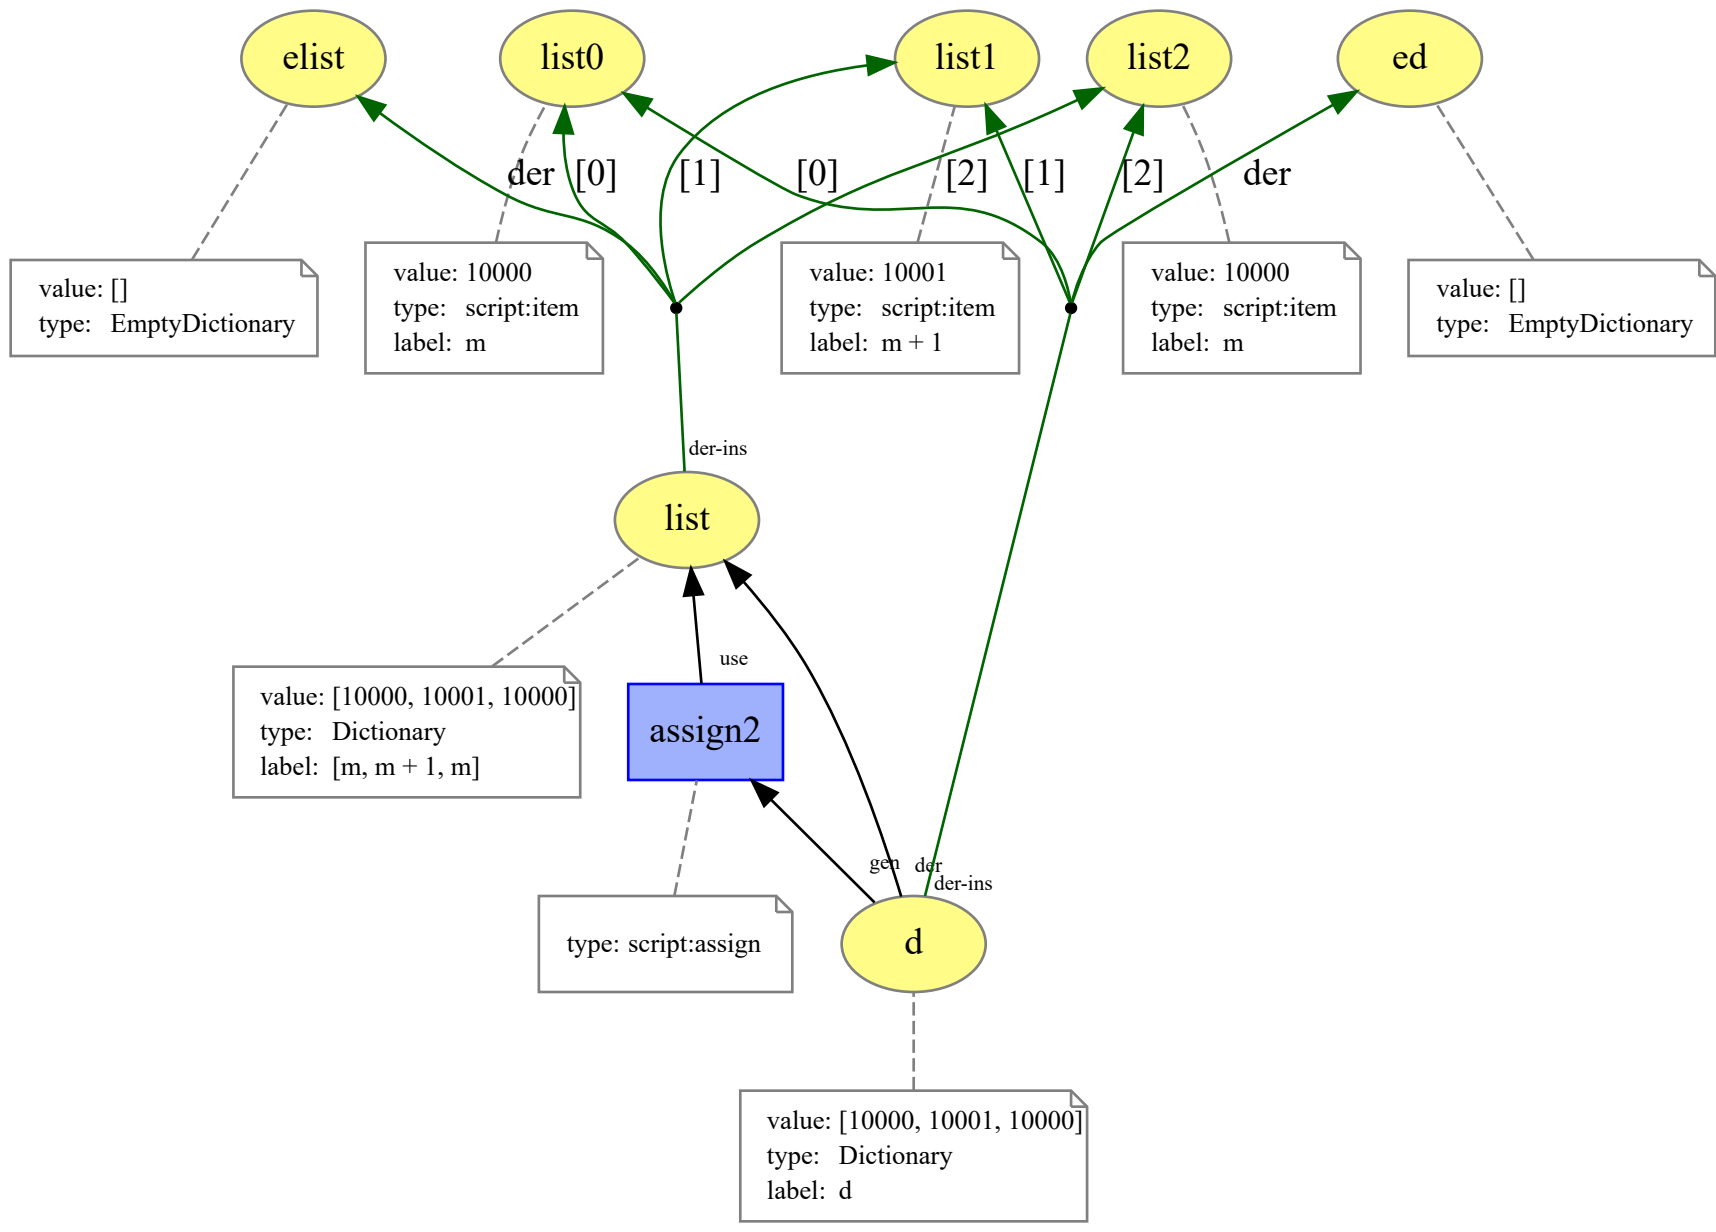 elist
list0
list1
list2
ed
der
[0]
[1]
[0]
[2]
[1]
[2]
der
value: []
type: EmptyDictionary
value: 10000
type: script:item
label: m
value: 10001
type: script:item
label: m + 1
value: 10000
type: script:item
label: m
value: []
type: EmptyDictionary
der-ins
list
use
value: [10000, 10001, 10000]
type: Dictionary
label: [m, m + 1, m]
assign2
gen
der
der-ins
type: script:assign
d
value: [10000, 10001, 10000]
type: Dictionary
label: d